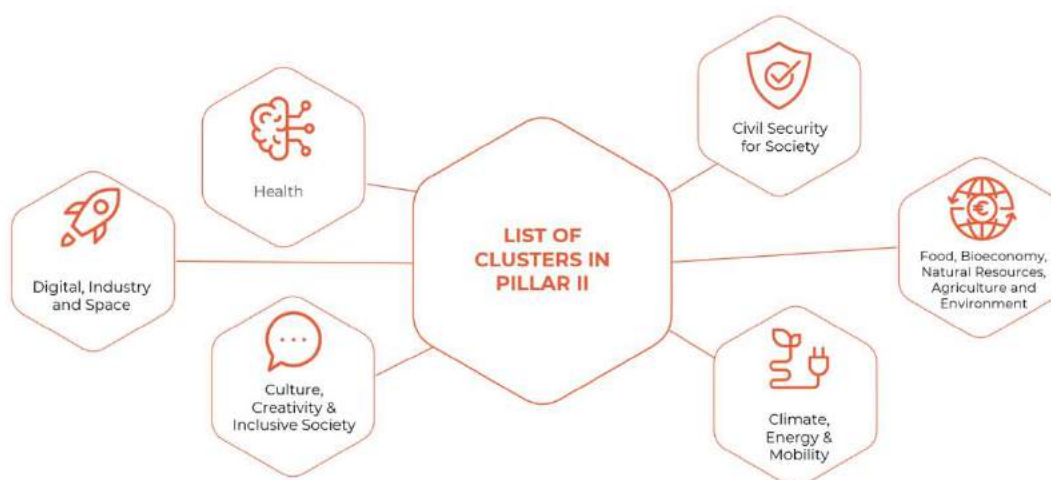 Health
Digital, Industry
and Space
Culture,
Creativity &
Inclusive Society
LIST OF
CLUSTERS IN
PILLAR II
Civil Security
for Society
€
Food, Bioeconomy,
Natural Resources,
Agriculture and
Environment
Climate,
Energy &
Mobility